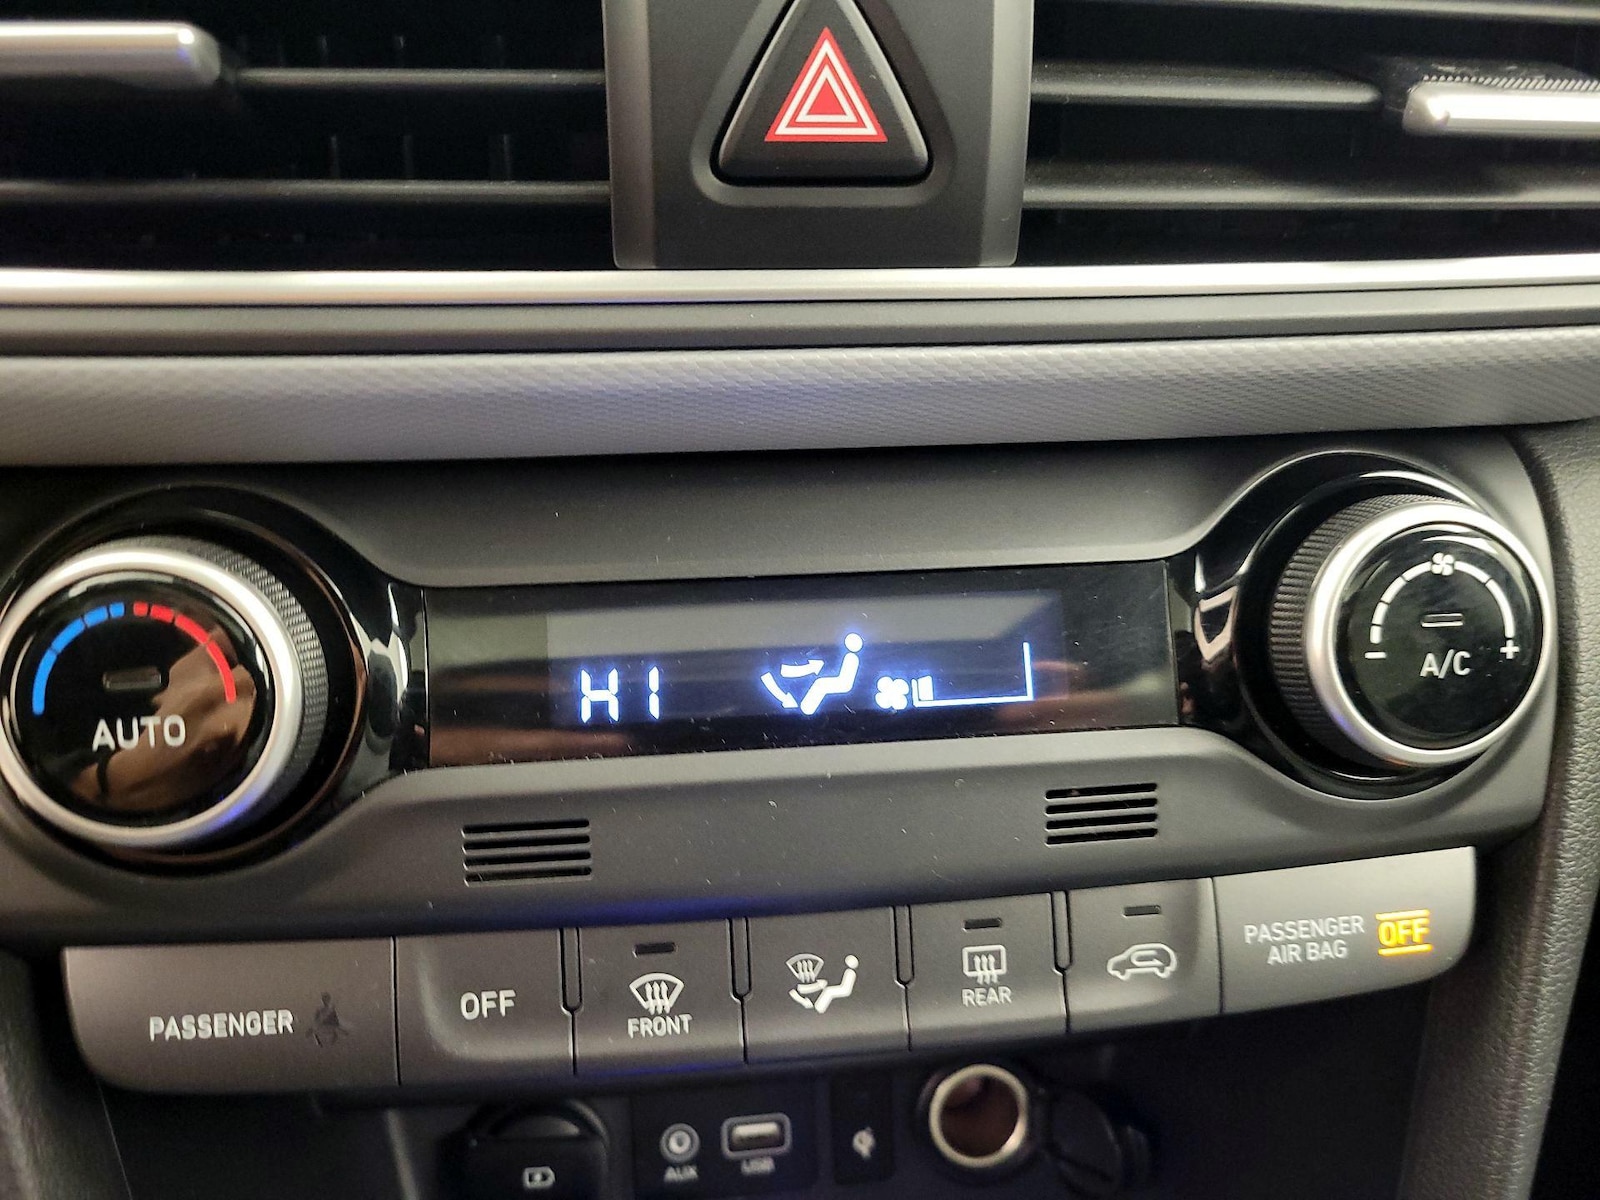 HI
AUTO
A/C
- +
PASSENGER
OFF
FRONT
REAR
PASSENGER
AIR BAG
OFF
AUX
USB